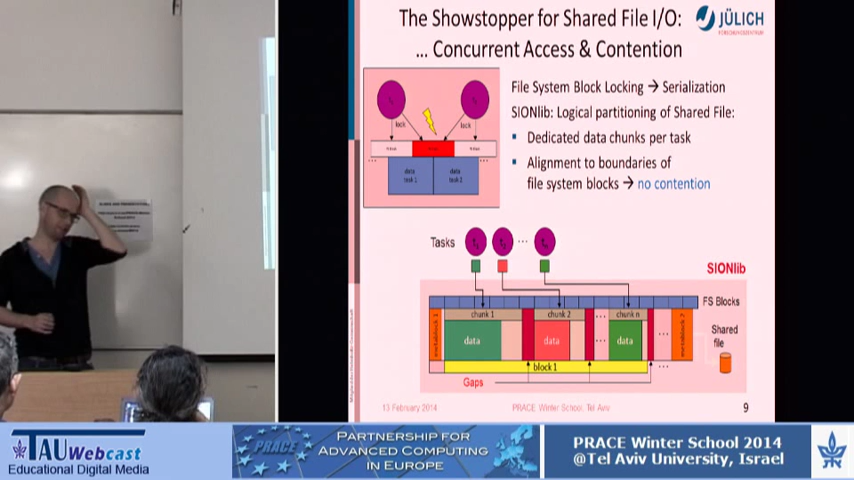 The Showstopper for Shared File I/O:
... Concurrent Access & Contention
JÜLICH
FORSCHUNGSZENTRUM
File System Block Locking → Serialization
SIONlib: Logical partitioning of Shared File:
Dedicated data chunks per task
Alignment to boundaries of
file system blocks → no contention
lock
lock
data
task 1
data
task 2
Tasks
SIONlib
FS Blocks
chunk 1
chunk 2
chunk n
data
data
data
Shared
file
block 1
Gaps
13 February 2014
PRACE Winter School, Tel Aviv
9
TAU Webcast
Educational Digital Media
PRACE
PARTNERSHIP FOR
ADVANCED COMPUTING
IN EUROPE
PRACE Winter School 2014
@Tel Aviv University, Israel